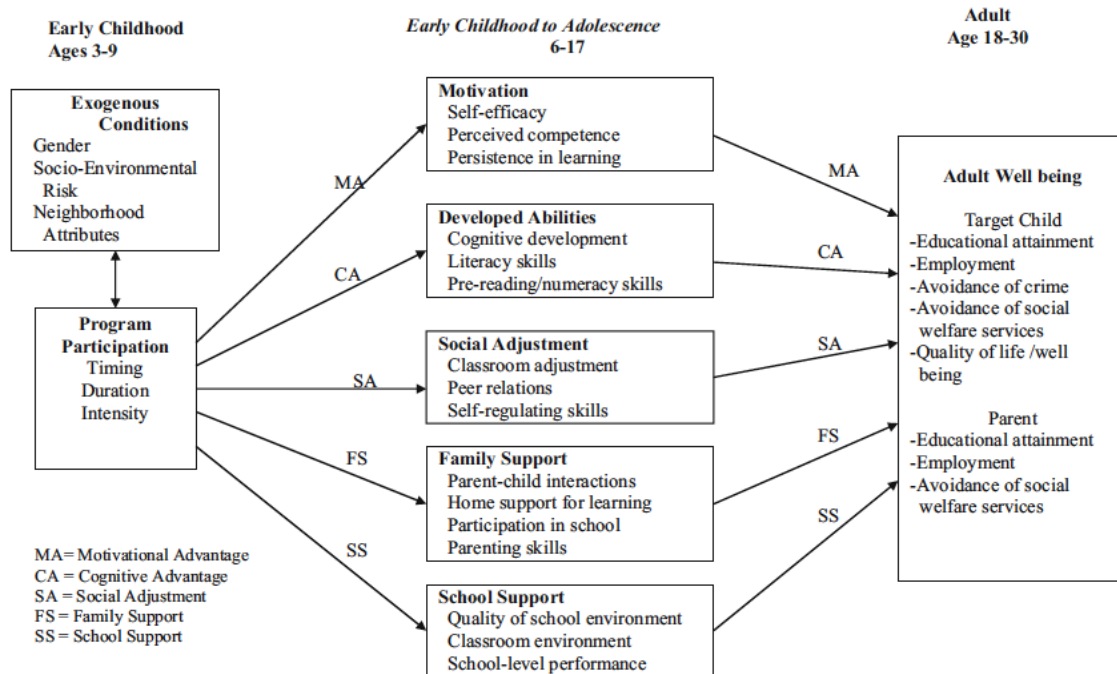 Early Childhood
Ages 3-9
Early Childhood to Adolescence
6-17
Adult
Age 18-30
Exogenous
Conditions
Gender
Socio-Environmental
Risk
Neighborhood
Attributes
Program
Participation
Timing
Duration
Intensity
MA
CA
SA
FS
SS
Motivation
Self-efficacy
Perceived competence
Persistence in learning
Developed Abilities
Cognitive development
Literacy skills
Pre-reading/numeracy skills
Social Adjustment
Classroom adjustment
Peer relations
Self-regulating skills
Family Support
Parent-child interactions
Home support for learning
Participation in school
Parenting skills
School Support
Quality of school environment
Classroom environment
School-level performance
MA
CA
SA
FS
SS
Adult Well being
Target Child
-Educational attainment
-Employment
-Avoidance of crime
-Avoidance of social
welfare services
-Quality of life /well
being
Parent
-Educational attainment
-Employment
-Avoidance of social
welfare services
MA= Motivational Advantage
CA = Cognitive Advantage
SA = Social Adjustment
FS = Family Support
SS = School Support